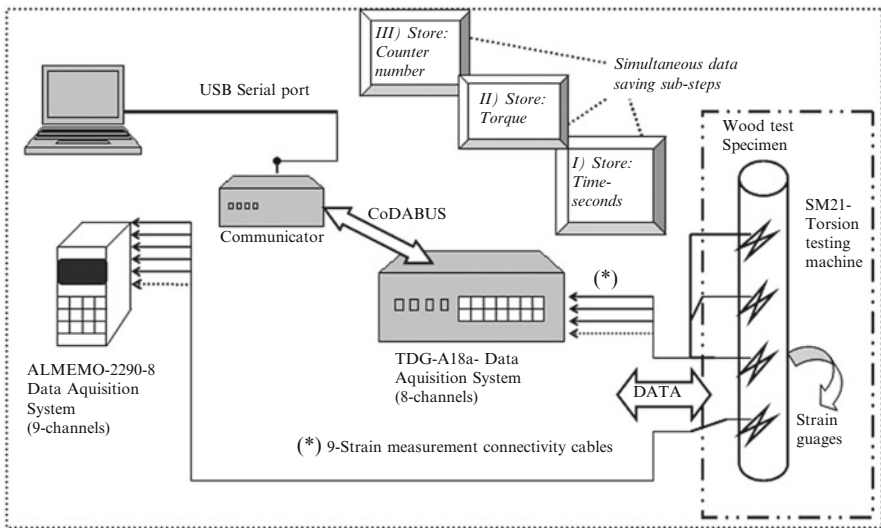 III) Store:
Counter
number
Simultaneous data
saving sub-steps
II) Store:
Torque
I) Store:
Time-
seconds
USB Serial port
Wood test
Specimen
SM21-
Torsion
testing
machine
Communicator
CoDABUS
(*)
ALMEMO-2290-8
Data Aquisition
System
(9-channels)
TDG-A18a- Data
Aquisition System
(8-channels)
DATA
Strain
guages
(*) 9-Strain measurement connectivity cables